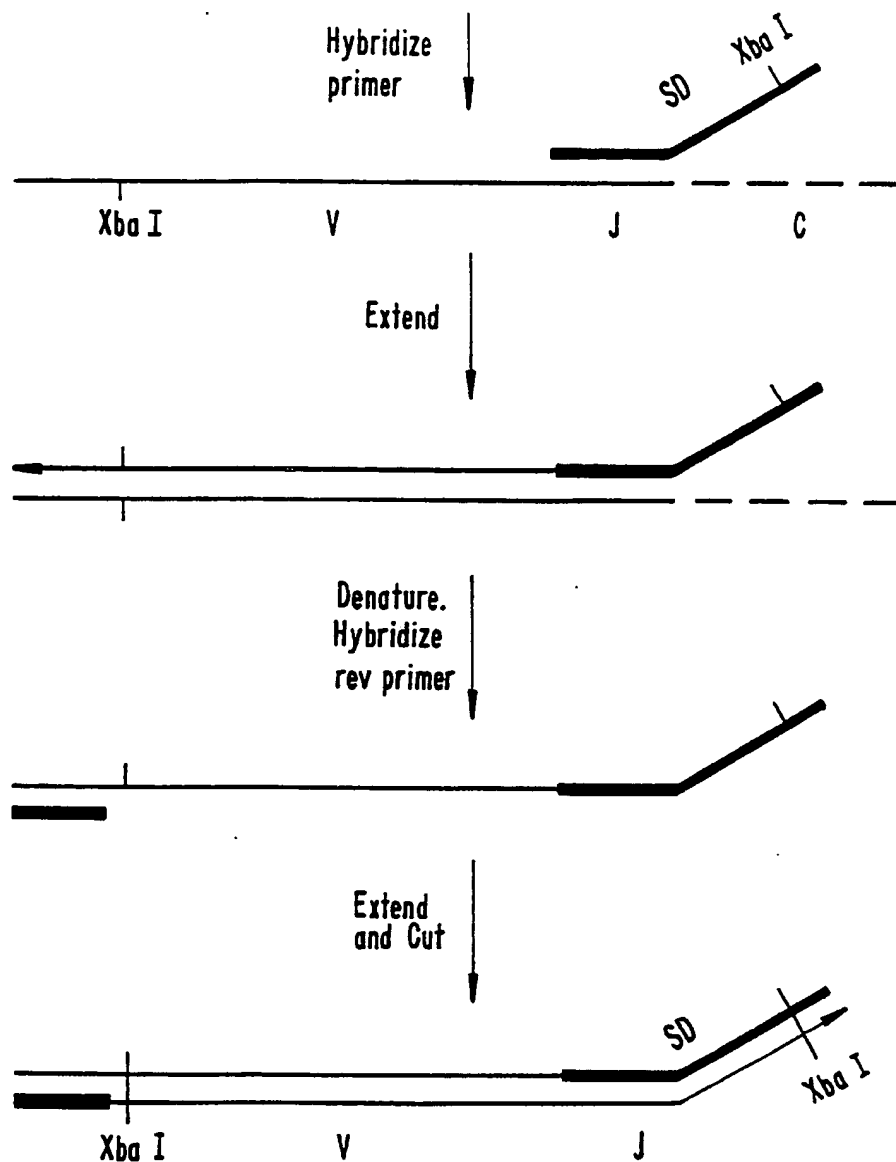 Hybridize
primer
SD
Xba I
Xba I V J C
Extend
Denature.
Hybridize
rev primer
Extend
and Cut
SD
Xba I
Xba I V J